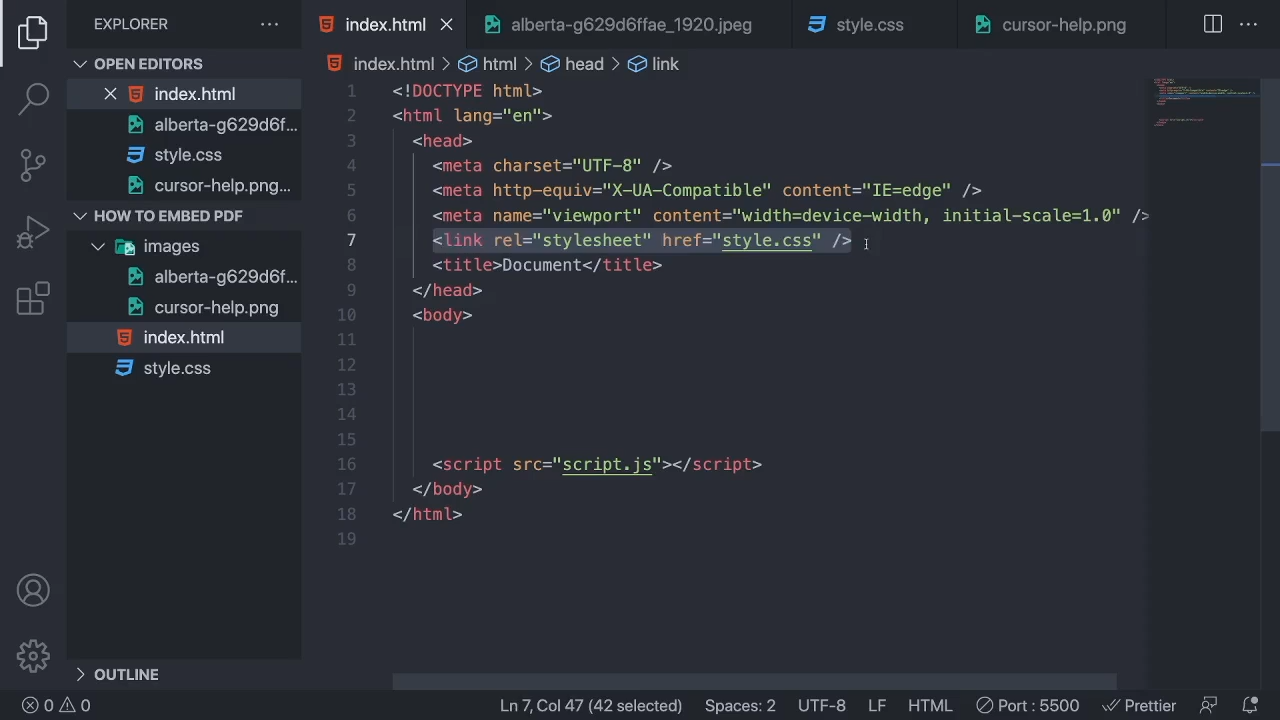 EXPLORER
OPEN EDITORS
index.html
alberta-g629d6f...
style.css
cursor-help.png...
HOW TO EMBED PDF
images
alberta-g629d6f...
cursor-help.png
index.html
style.css
OUTLINE
index.html
alberta-g629d6ffae_1920.jpeg
style.css
cursor-help.png
index.html > html > head > link
1 <!DOCTYPE html>
2 <html lang="en">
3 <head>
4 <meta charset="UTF-8" />
5 <meta http-equiv="X-UA-Compatible" content="IE=edge" />
6 <meta name="viewport" content="width=device-width, initial-scale=1.0" />
7 <link rel="stylesheet" href="style.css" />
8 <title>Document</title>
9 </head>
10 <body>
11
12
13
14
15
16 <script src="script.js"></script>
17 </body>
18 </html>
19
0 0
Ln 7, Col 47 (42 selected)
Spaces: 2
UTF-8
LF
HTML
Port : 5500
Prettier